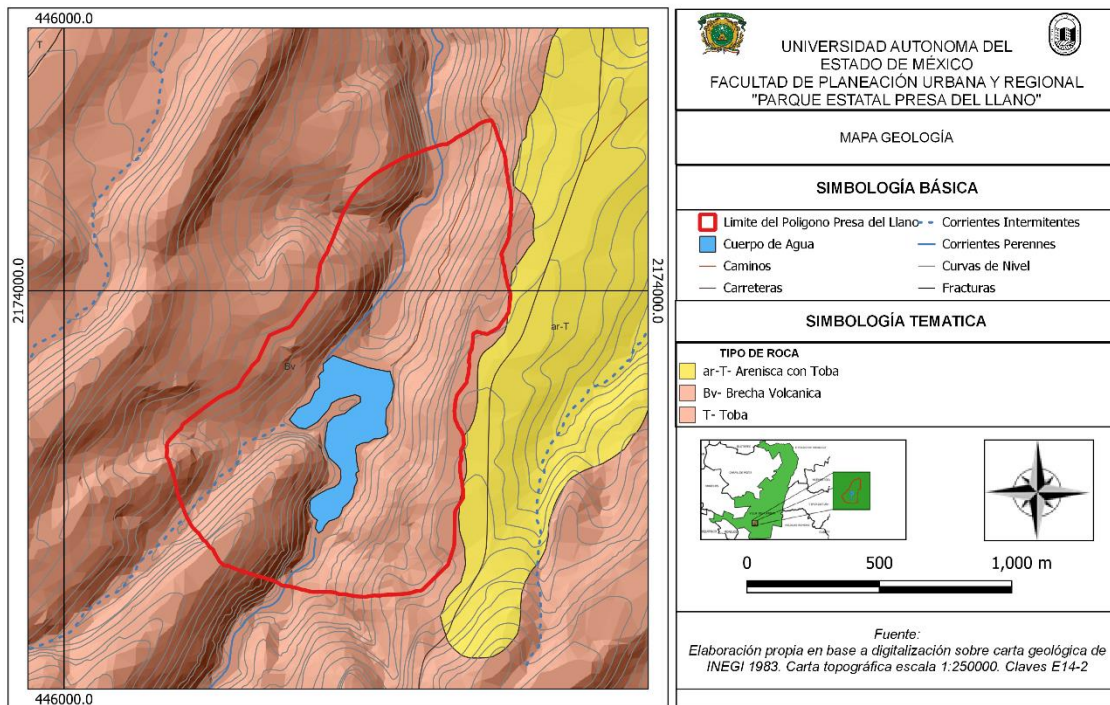 446000.0
T
2174000.0
2174000.0
ar-T
Bv
446000.0
UNIVERSIDAD AUTONOMA DEL
ESTADO DE MÉXICO
FACULTAD DE PLANEACIÓN URBANA Y REGIONAL
"PARQUE ESTATAL PRESA DEL LLANO"
MAPA GEOLOGÍA
SIMBOLOGÍA BÁSICA
Limite del Poligono Presa del Llano
Cuerpo de Agua
Caminos
Carreteras
Corrientes Intermitentes
Corrientes Perennes
Curvas de Nivel
Fracturas
SIMBOLOGÍA TEMATICA
TIPO DE ROCA
ar-T- Arenisca con Toba
Bv- Brecha Volcanica
T- Toba
0 500 1,000 m
Fuente:
Elaboración propia en base a digitalización sobre carta geológica de
INEGI 1983. Carta topográfica escala 1:250000. Claves E14-2